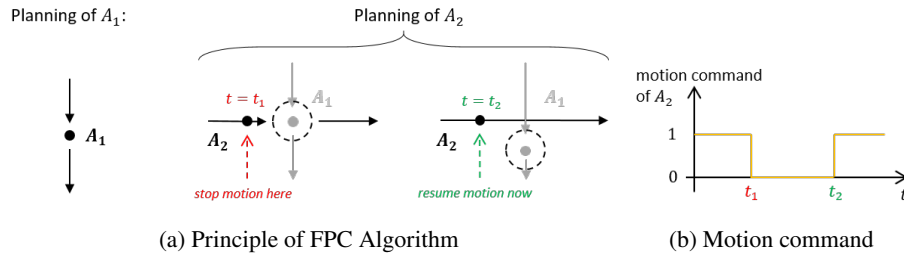 Planning of A₁:
Planning of A₂
A₁
t = t₁
𝔸₁
A₂
stop motion here
t = t₂
𝔸₁
A₂
resume motion now
motion command
of A₂
1
0
t₁
t₂
t
(a) Principle of FPC Algorithm
(b) Motion command